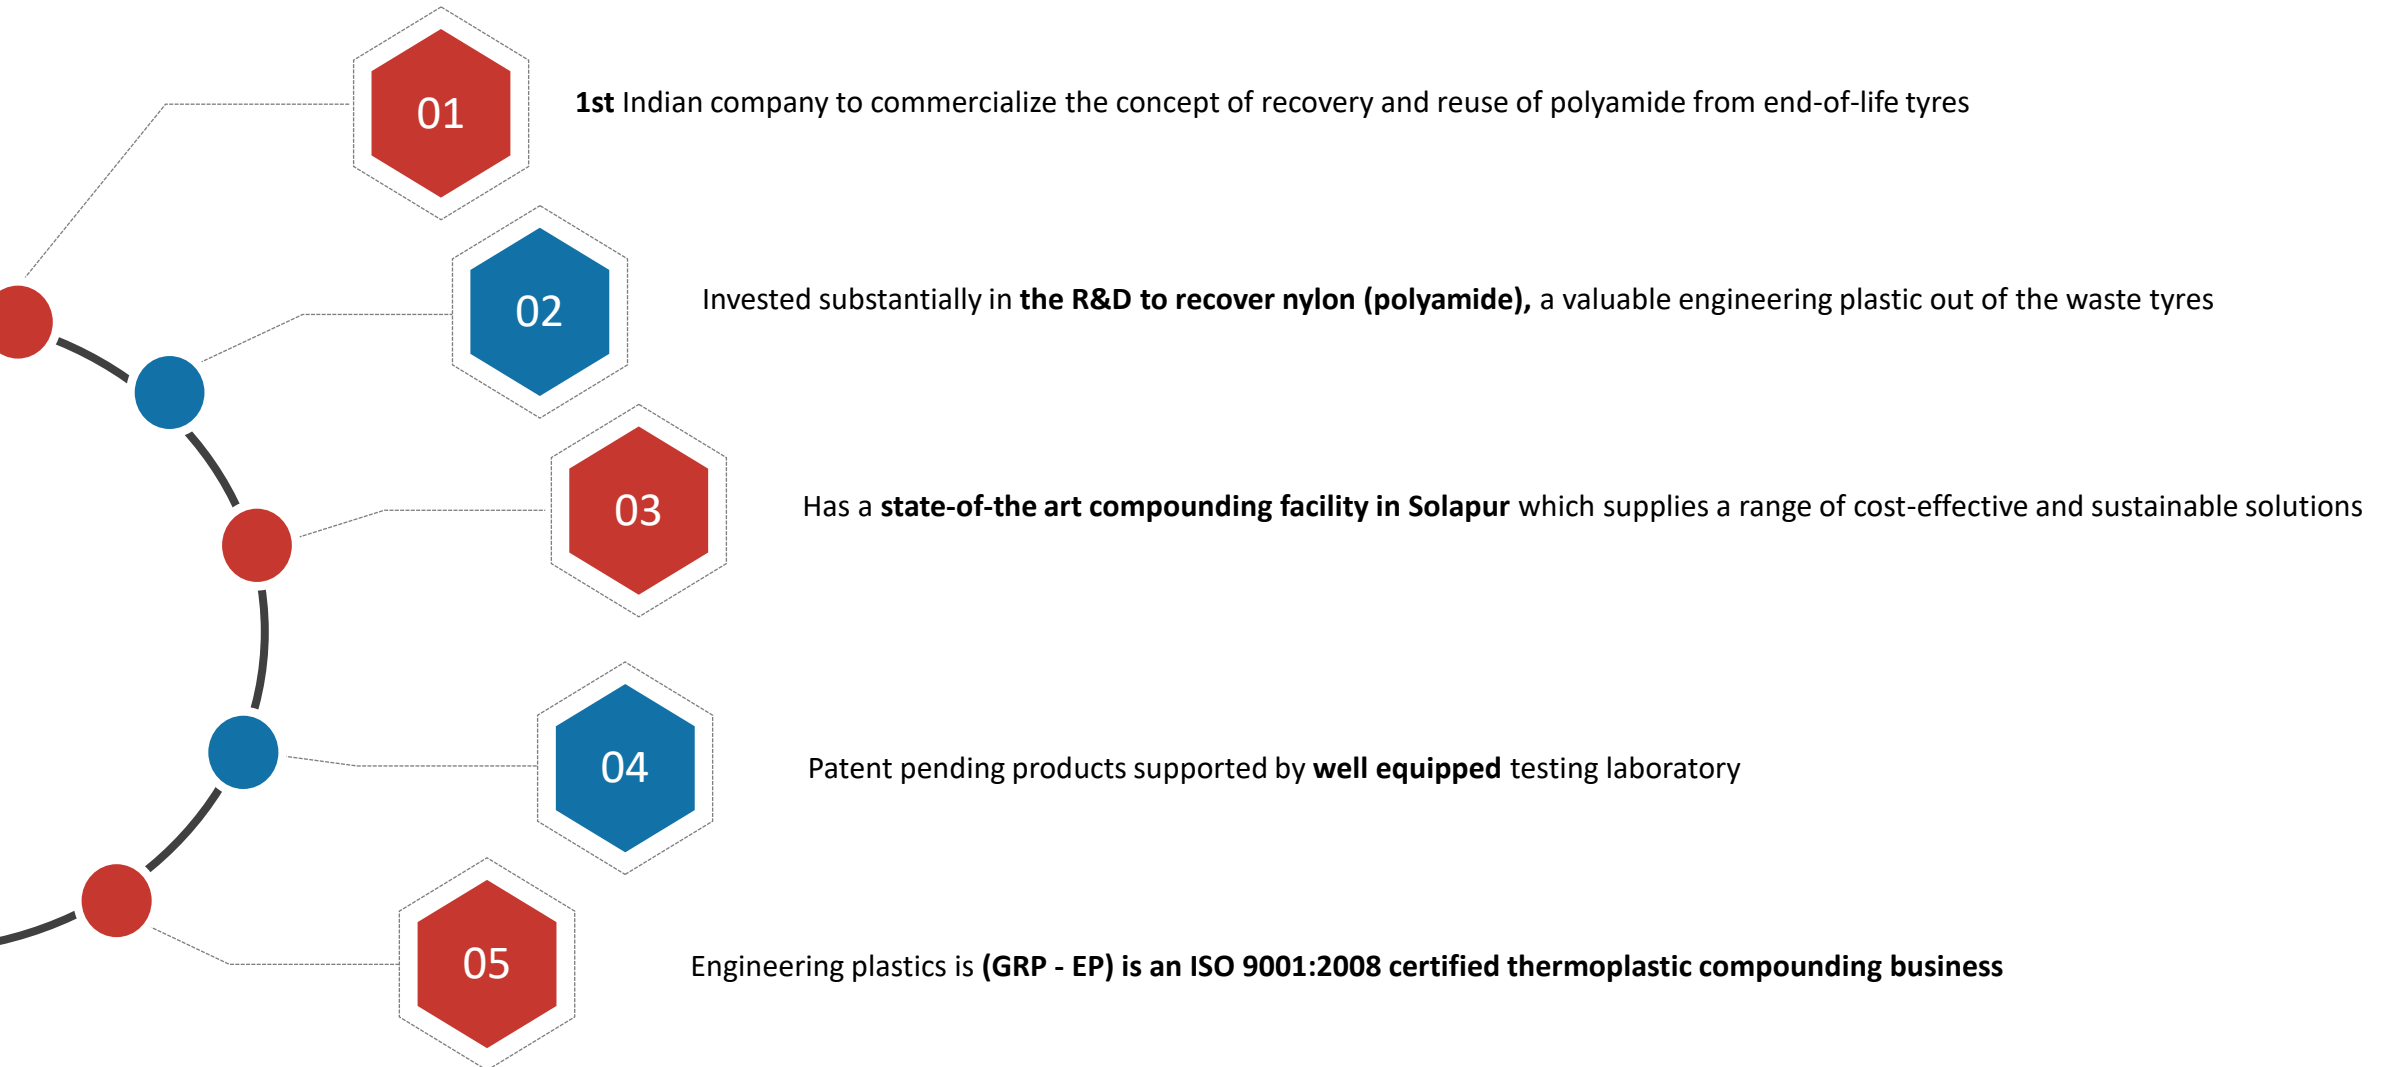 01
1st Indian company to commercialize the concept of recovery and reuse of polyamide from end-of-life tyres
02
Invested substantially in the R&D to recover nylon (polyamide), a valuable engineering plastic out of the waste tyres
03
Has a state-of-the art compounding facility in Solapur which supplies a range of cost-effective and sustainable solutions
04
Patent pending products supported by well equipped testing laboratory
05
Engineering plastics is (GRP - EP) is an ISO 9001:2008 certified thermoplastic compounding business